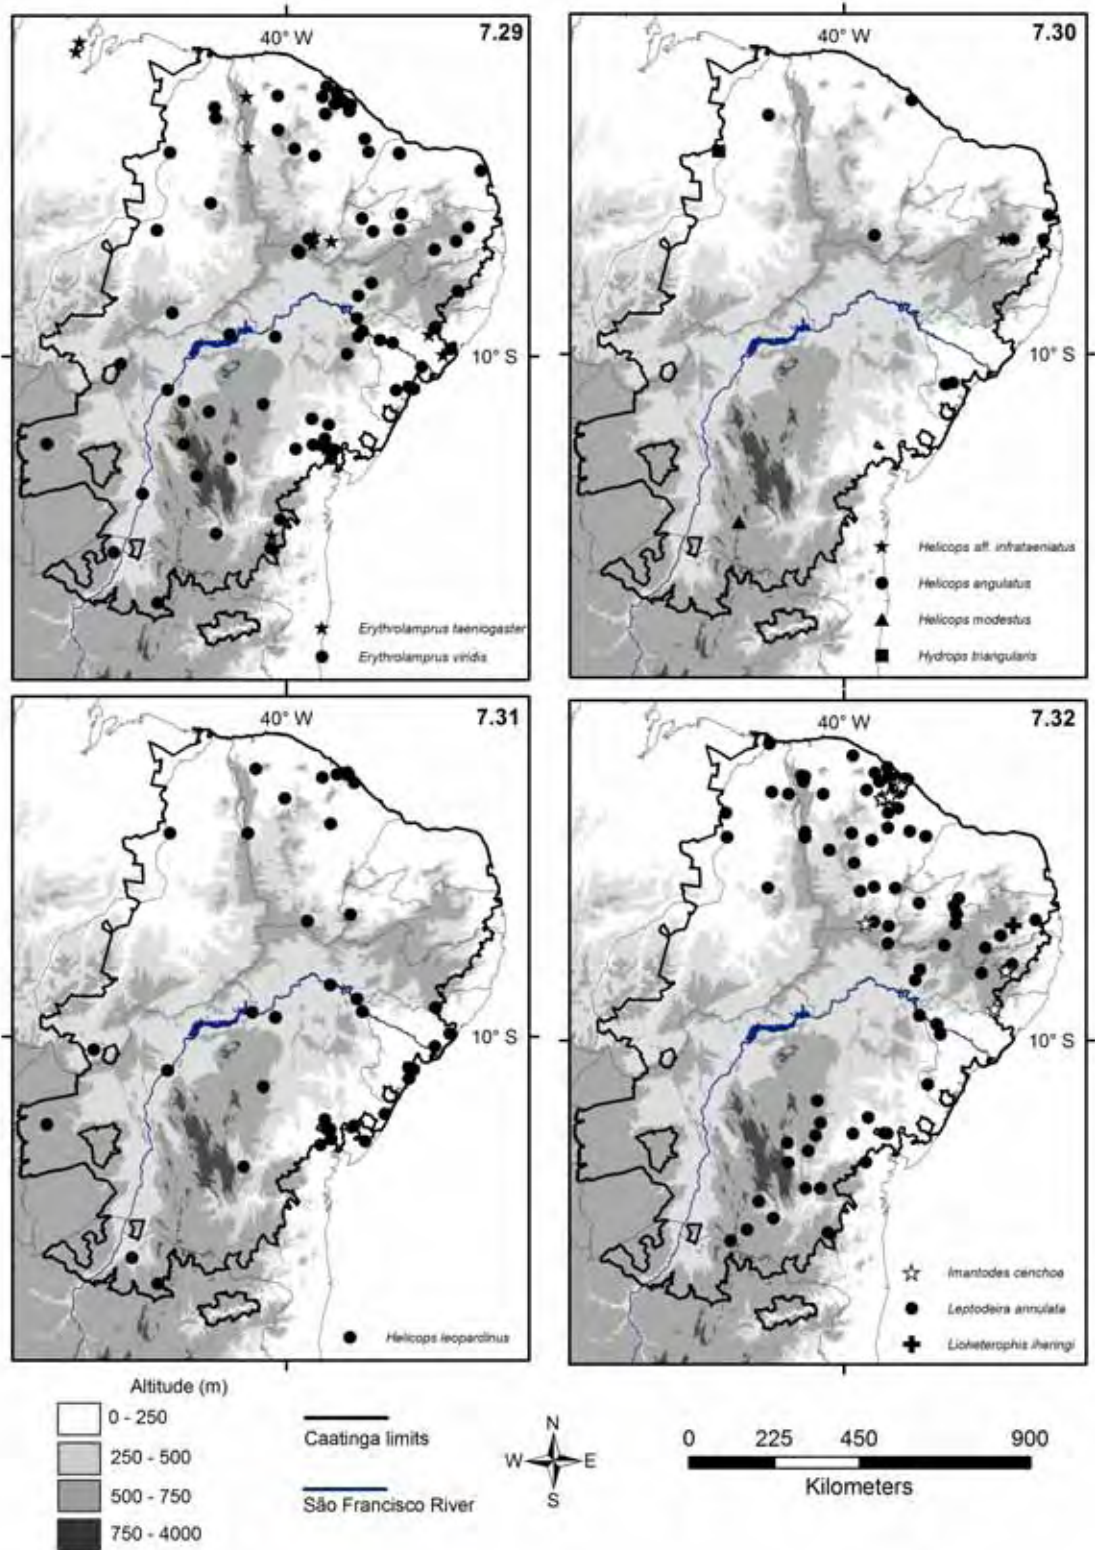 40° W
7.29
10° S
Erythrolamprus taeniogaster
Erythrolamprus viridis
40° W
7.30
10° S
Helicops aff. infrataeniatus
Helicops angulatus
Helicops modestus
Hydrops triangularis
40° W
7.31
10° S
Helicops leopardinus
40° W
7.32
10° S
Imantodes cenchoa
Leptodeira annulata
Lioheterophis iheringi
Altitude (m)
0 - 250
250 - 500
500 - 750
750 - 4000
Caatinga limits
São Francisco River
N
W E
S
0 225 450 900
Kilometers